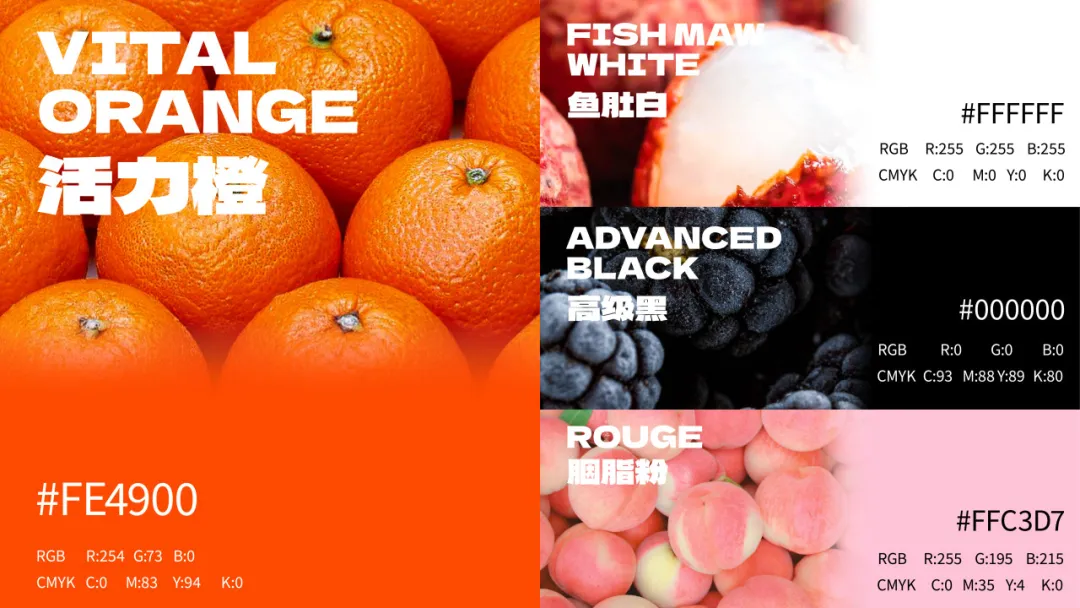 VITAL
ORANGE
活力橙
#FE4900
RGB R:254 G:73 B:0
CMYK C:0 M:83 Y:94 K:0
FISH MAW
WHITE
鱼肚白
#FFFFFF
RGB R:255 G:255 B:255
CMYK C:0 M:0 Y:0 K:0
ADVANCED
BLACK
高级黑
#000000
RGB R:0 G:0 B:0
CMYK C:93 M:88 Y:89 K:80
ROUGE
胭脂粉
#FFC3D7
RGB R:255 G:195 B:215
CMYK C:0 M:35 Y:4 K:0